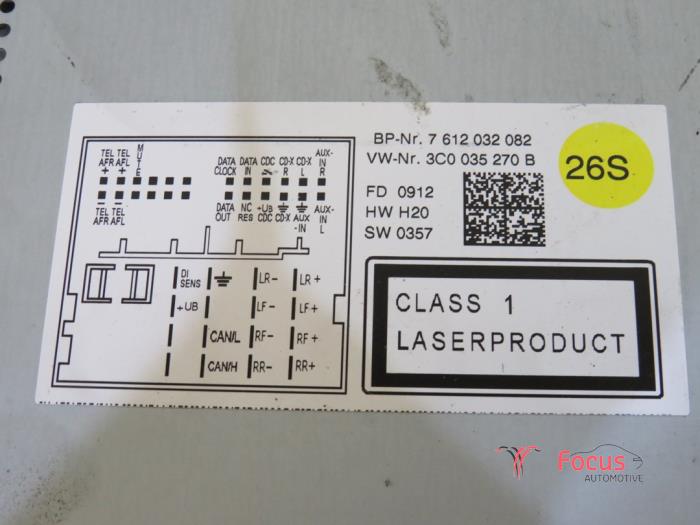 TEL TEL MUTE
AFR AFL
+ +
DATA DATA CDC CD-X CD-X AUX-
CLOCK IN R L IN
R
− −
TEL TEL
AFR AFL
DATA NC +UB AUX-
OUT RES CDC CD-X AUX IN
-IN L
DI LR− LR+
SENS
+UB LF− LF+
CAN/L RF− RF+
CAN/H RR− RR+
BP-Nr. 7 612 032 082
VW-Nr. 3C0 035 270 B
FD 0912
HW H20
SW 0357
26S
CLASS 1
LASERPRODUCT
Focus
AUTOMOTIVE